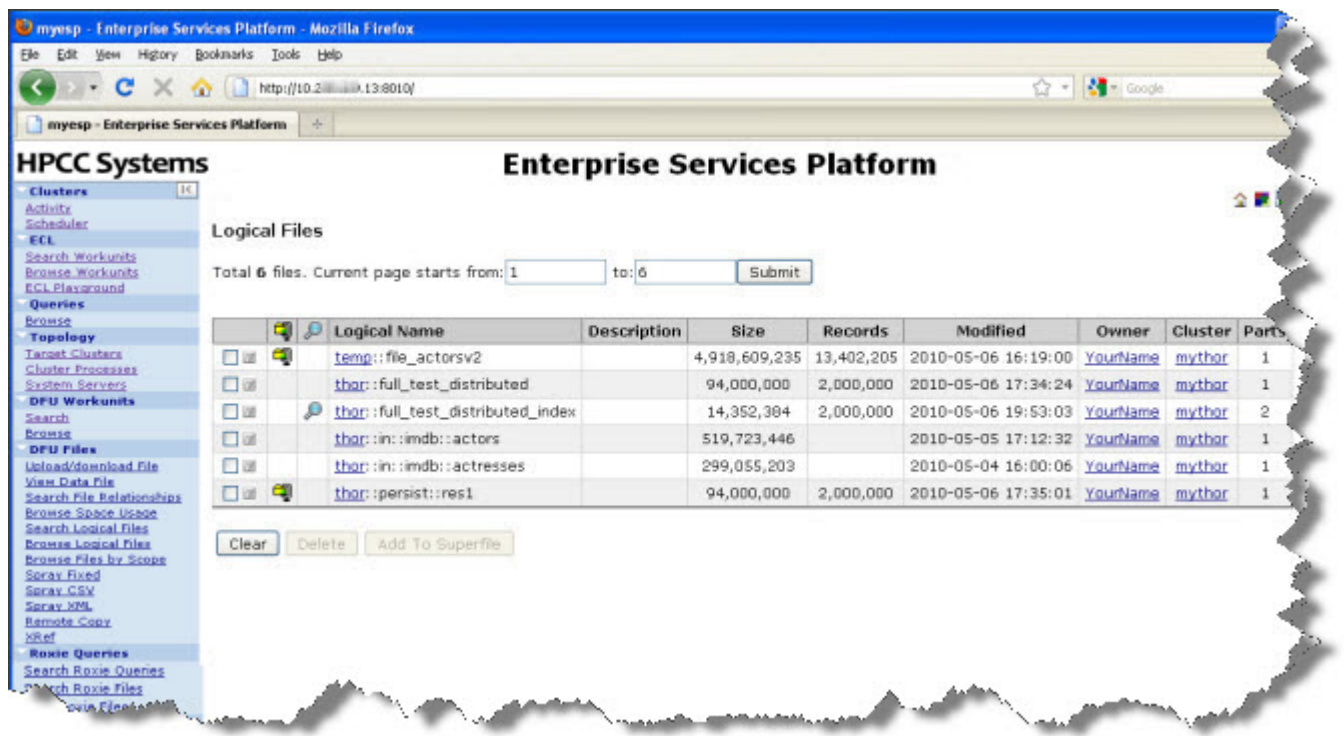 myesp - Enterprise Services Platform - Mozilla Firefox
File Edit View History Bookmarks Tools Help
http://10.2 .13:8010/
Google
myesp - Enterprise Services Platform
HPCC Systems
Enterprise Services Platform
Clusters
Activity
Scheduler
ECL
Search Workunits
Browse Workunits
ECL Playground
Queries
Browse
Topology
Target Clusters
Cluster Processes
System Servers
DFU Workunits
Search
Browse
DFU Files
Upload/download File
View Data File
Search File Relationships
Browse Space Usage
Search Logical Files
Browse Logical Files
Browse Files by Scope
Spray Fixed
Spray CSV
Spray XML
Remote Copy
XRef
Roxie Queries
Search Roxie Queries
Roxie Files
Logical Files
Total 6 files. Current page starts from: 1 to: 6 Submit
Logical Name Description Size Records Modified Owner Cluster Parts
temp::file_actorsv2 4,918,609,235 13,402,205 2010-05-06 16:19:00 YourName mythor 1
thor::full_test_distributed 94,000,000 2,000,000 2010-05-06 17:34:24 YourName mythor 1
thor::full_test_distributed_index 14,352,384 2,000,000 2010-05-06 19:53:03 YourName mythor 2
thor::in::imdb::actors 519,723,446 2010-05-05 17:12:32 YourName mythor 1
thor::in::imdb::actresses 299,055,203 2010-05-04 16:00:06 YourName mythor 1
thor::persist::res1 94,000,000 2,000,000 2010-05-06 17:35:01 YourName mythor 1
Clear Delete Add To Superfile